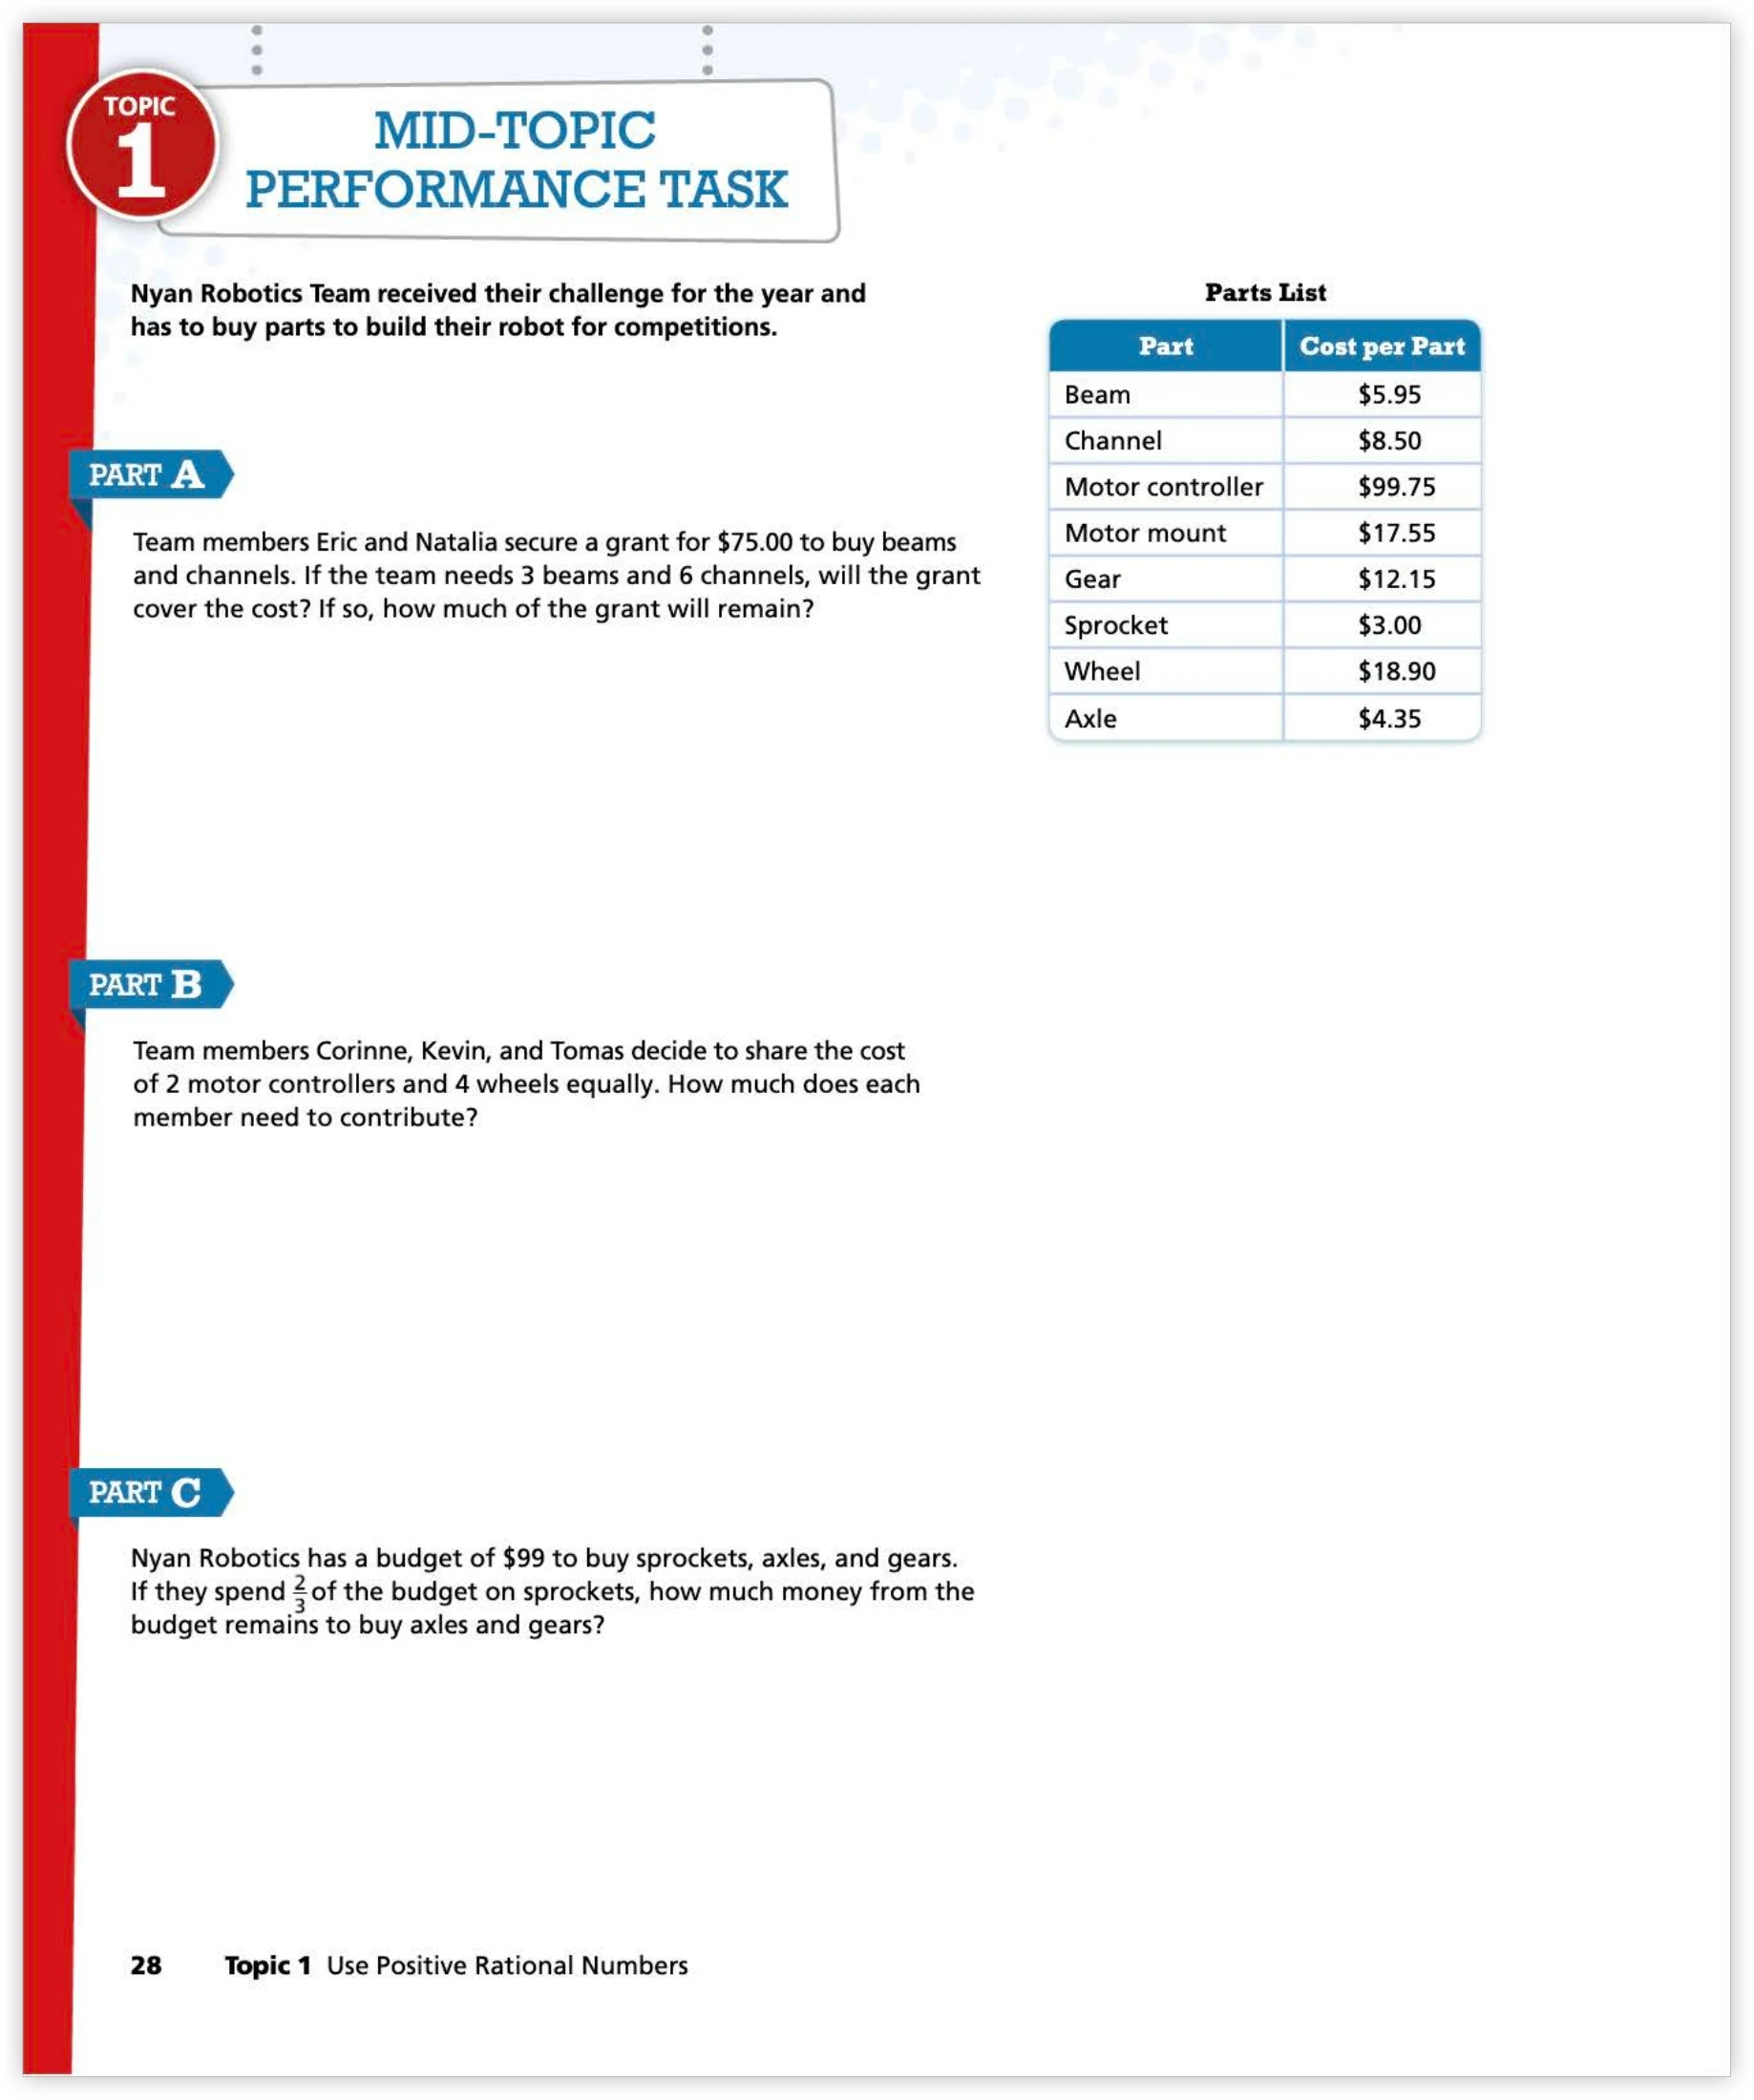 TOPIC
1
MID-TOPIC
PERFORMANCE TASK
Nyan Robotics Team received their challenge for the year and
has to buy parts to build their robot for competitions.
Parts List
Part Cost per Part
Beam $5.95
Channel $8.50
Motor controller $99.75
Motor mount $17.55
Gear $12.15
Sprocket $3.00
Wheel $18.90
Axle $4.35
PART A
Team members Eric and Natalia secure a grant for $75.00 to buy beams
and channels. If the team needs 3 beams and 6 channels, will the grant
cover the cost? If so, how much of the grant will remain?
PART B
Team members Corinne, Kevin, and Tomas decide to share the cost
of 2 motor controllers and 4 wheels equally. How much does each
member need to contribute?
PART C
Nyan Robotics has a budget of $99 to buy sprockets, axles, and gears.
If they spend 2/3 of the budget on sprockets, how much money from the
budget remains to buy axles and gears?
28 Topic 1 Use Positive Rational Numbers